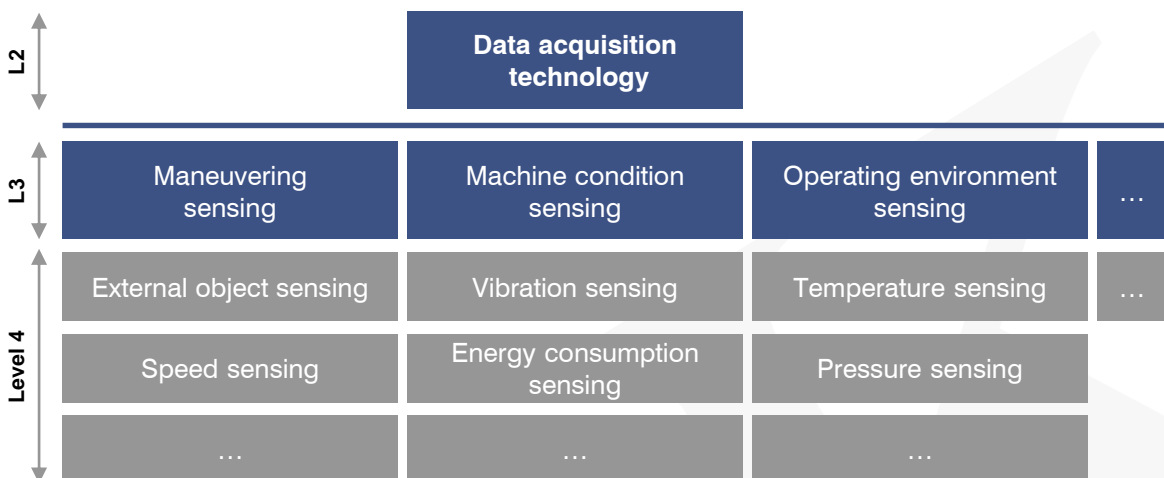 L2
Data acquisition
technology
L3
Maneuvering
sensing
Machine condition
sensing
Operating environment
sensing
…
Level 4
External object sensing
Vibration sensing
Temperature sensing
…
Speed sensing
Energy consumption
sensing
Pressure sensing
…
…
…